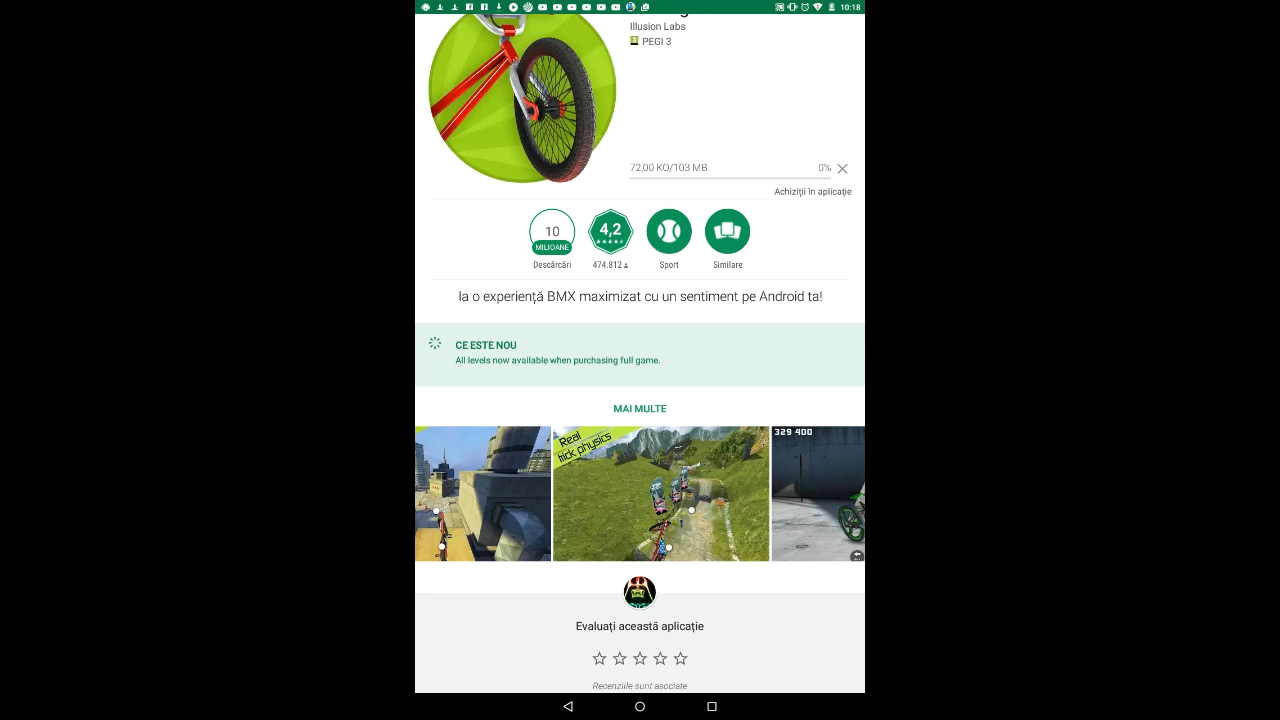 10:18
Illusion Labs
3 PEGI 3
72,00 KO/103 MB 0%
Achiziții în aplicație
10
MILIOANE
4,2
Descărcări 474.812 Sport Similare
Ia o experiență BMX maximizat cu un sentiment pe Android ta!
CE ESTE NOU
All levels now available when purchasing full game.
MAI MULTE
Real
trick physics
329 400
Evaluați această aplicație
Recenziile sunt asociate